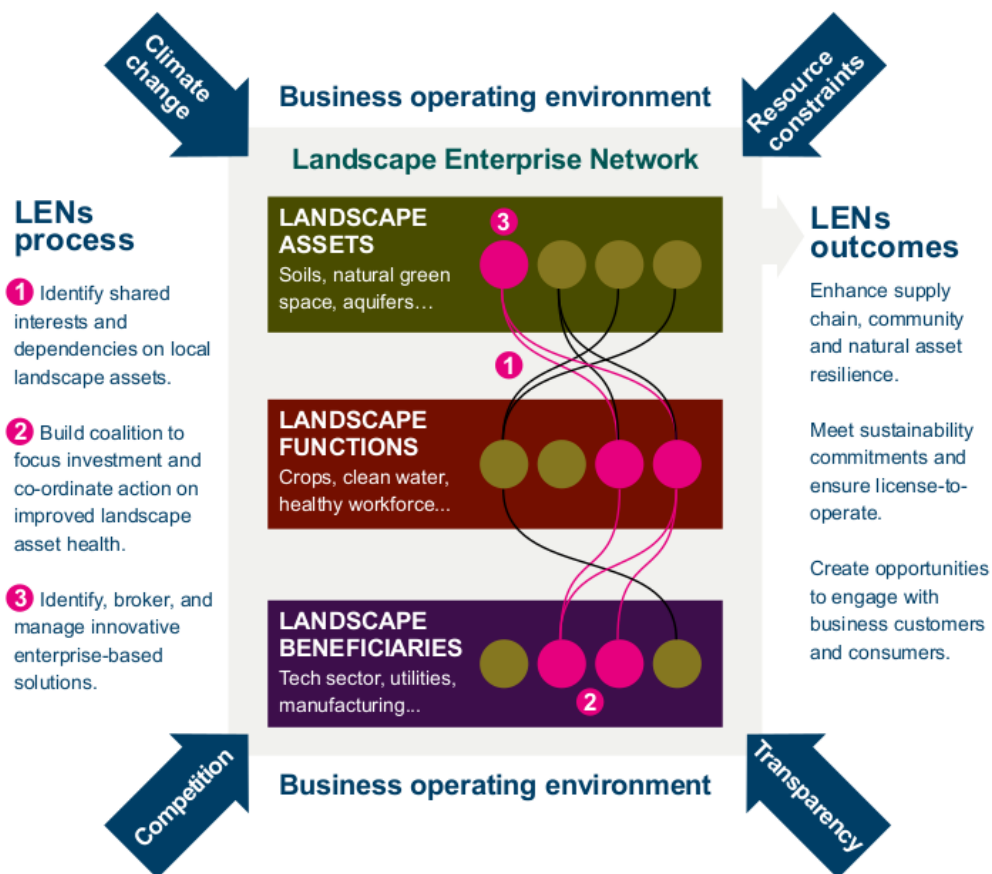 Climate
change
Business operating environment
Resource
constraints
Landscape Enterprise Network
LENs
process
1 Identify shared
interests and
dependencies on local
landscape assets.
2 Build coalition to
focus investment and
co-ordinate action on
improved landscape
asset health.
3 Identify, broker, and
manage innovative
enterprise-based
solutions.
LANDSCAPE
ASSETS
Soils, natural green
space, aquifers…
3
1
LANDSCAPE
FUNCTIONS
Crops, clean water,
healthy workforce...
LANDSCAPE
BENEFICIARIES
Tech sector, utilities,
manufacturing...
2
LENs
outcomes
Enhance supply
chain, community
and natural asset
resilience.
Meet sustainability
commitments and
ensure license-to-
operate.
Create opportunities
to engage with
business customers
and consumers.
Competition
Business operating environment
Transparency